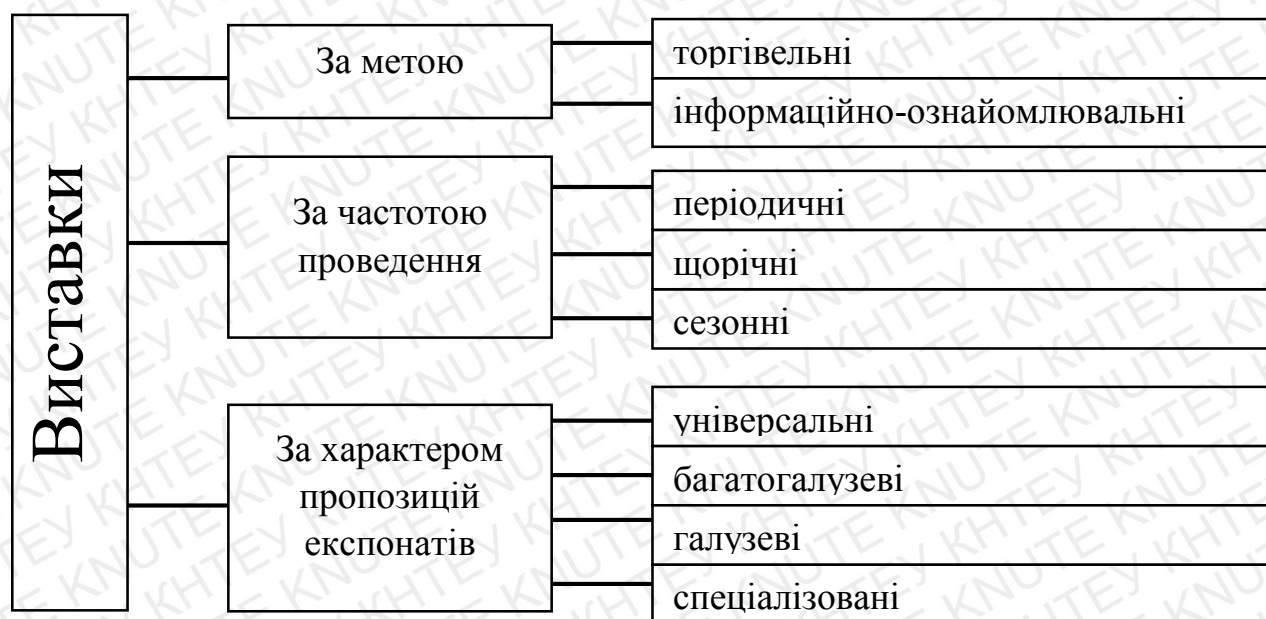 Виставки
За метою
торгівельні
інформаційно-ознайомлювальні
За частотою
проведення
періодичні
щорічні
сезонні
За характером
пропозицій
експонатів
універсальні
багатогалузеві
галузеві
спеціалізовані